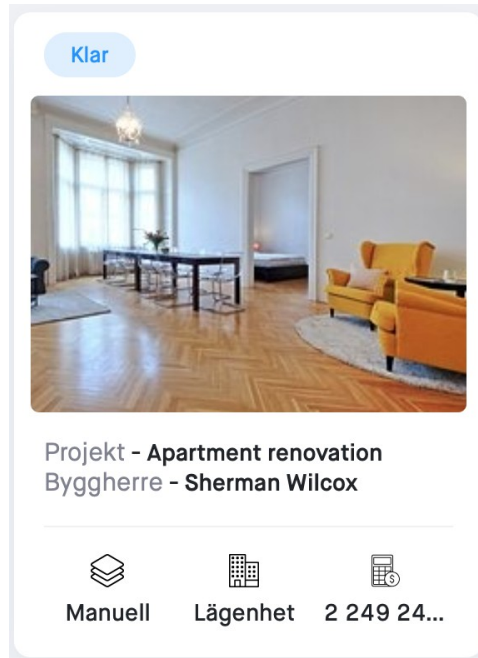 Klar
Projekt - Apartment renovation
Byggherre - Sherman Wilcox
Manuell Lägenhet 2 249 24...